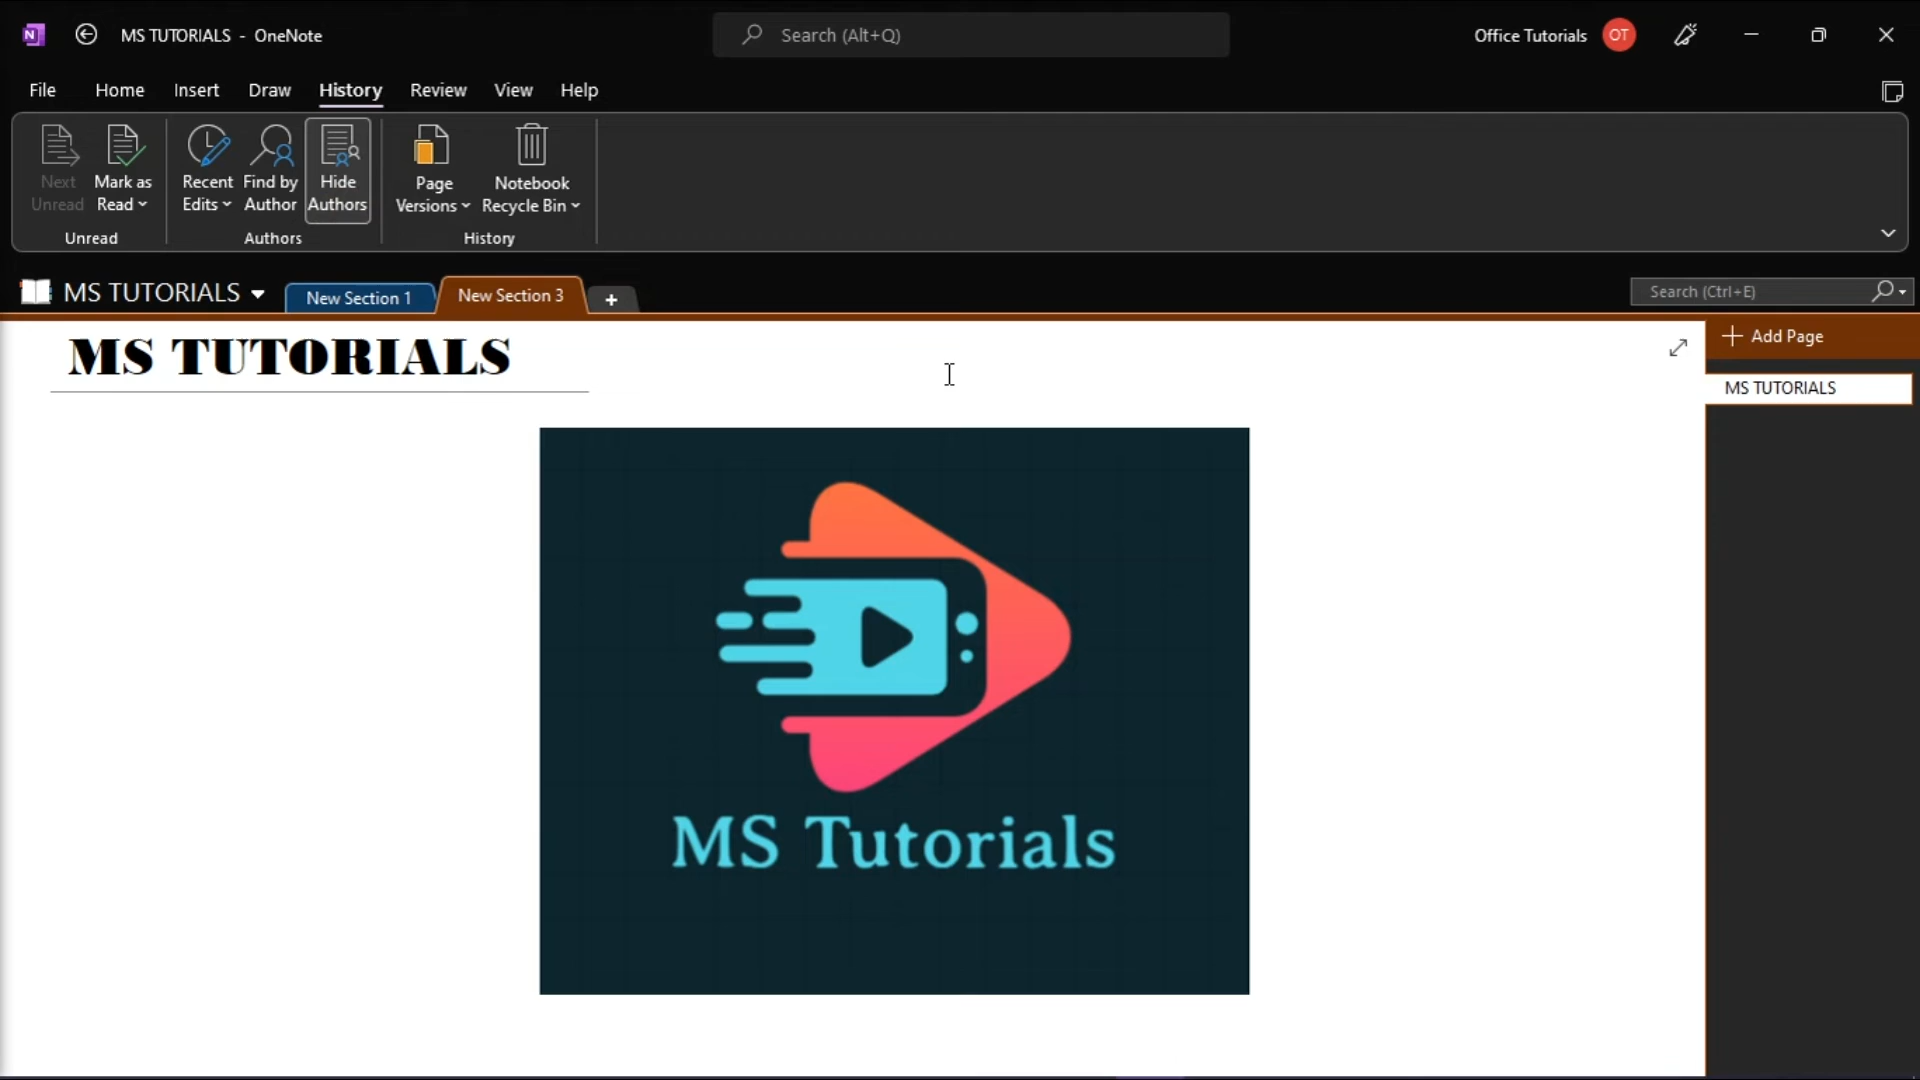 MS TUTORIALS - OneNote
Search (Alt+Q)
Office Tutorials OT
File Home Insert Draw History Review View Help
Next Unread
Mark as Read
Recent Edits
Find by Author
Hide Authors
Page Versions
Notebook Recycle Bin
Unread
Authors
History
MS TUTORIALS
New Section 1
New Section 3
+
Search (Ctrl+E)
MS TUTORIALS
Add Page
MS TUTORIALS
MS Tutorials